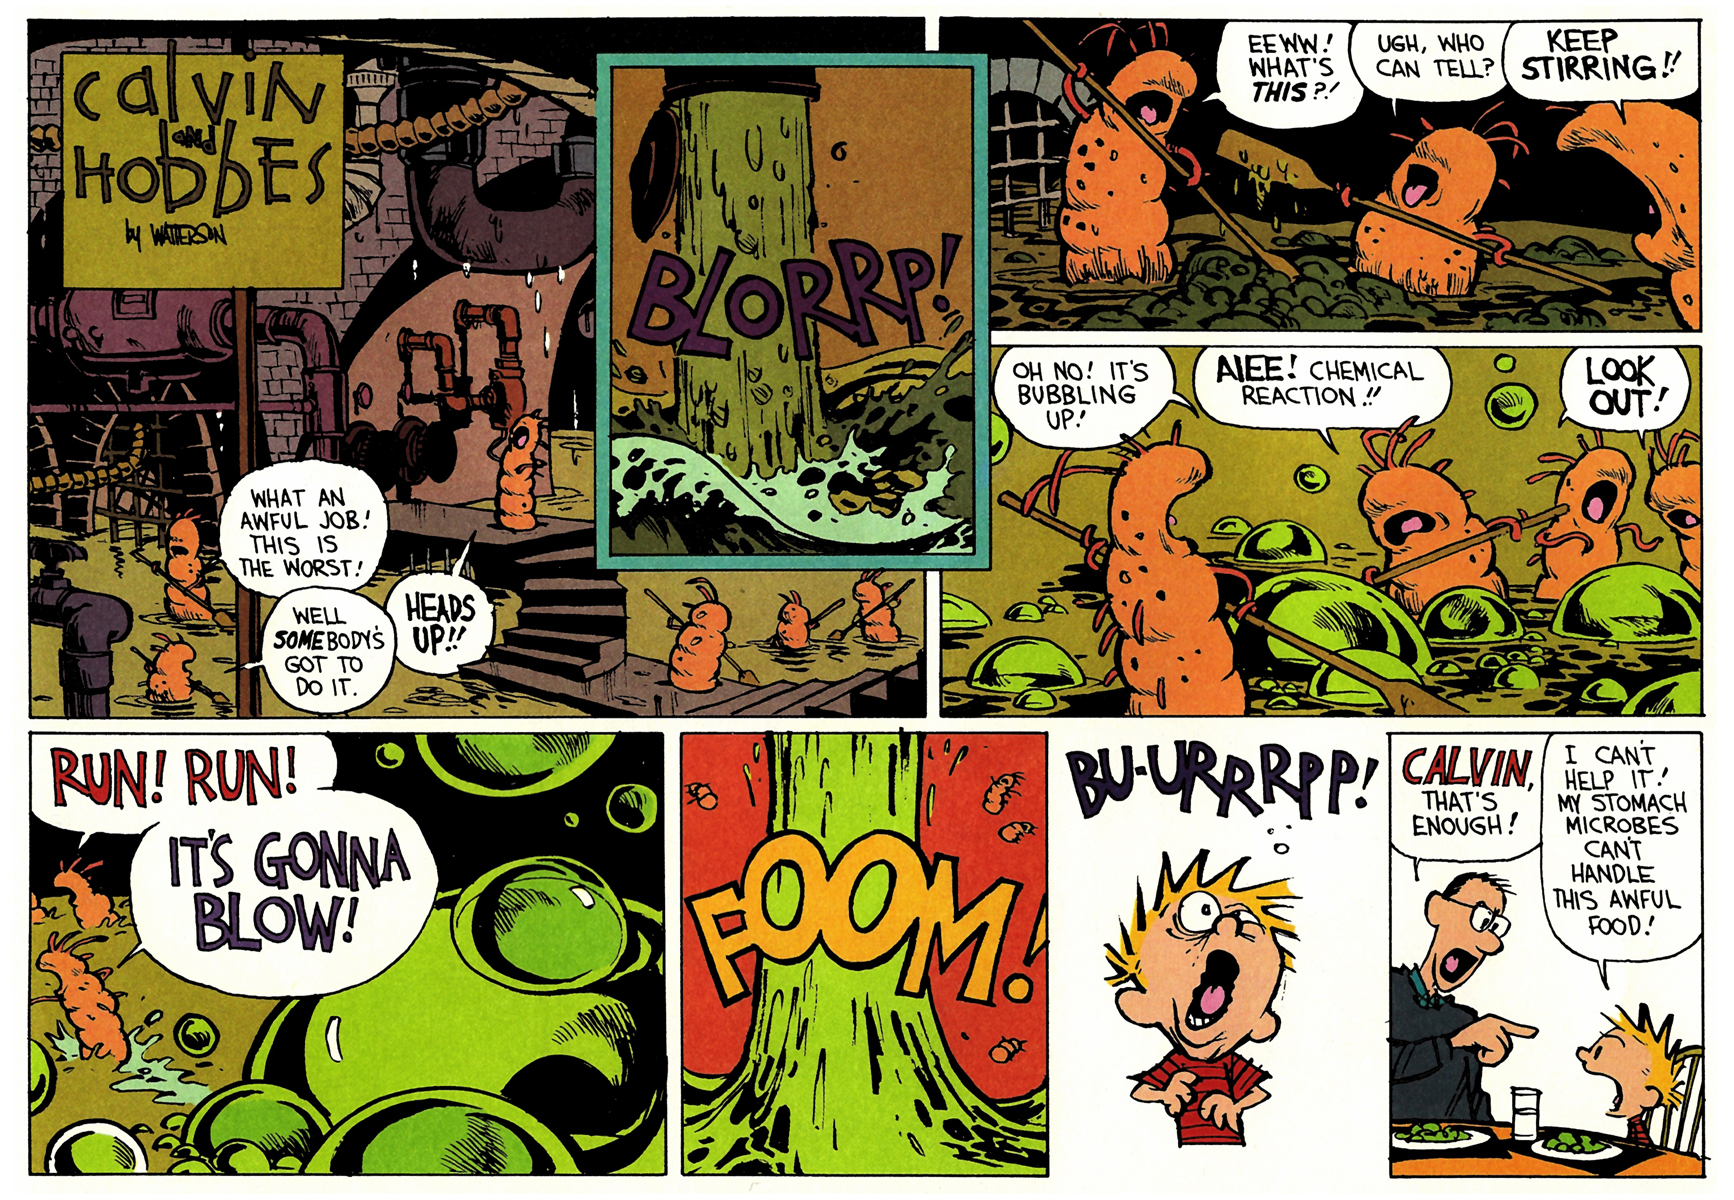 calvin
and
HobbEs
by WATTERSON
WHAT AN
AWFUL JOB!
THIS IS
THE WORST!
WELL
SOMEBODY'S
GOT TO
DO IT.
HEADS
UP!!
BLORRP!
EEWW!
WHAT'S
THIS?!
UGH, WHO
CAN TELL?
KEEP
STIRRING!!
OH NO! IT'S
BUBBLING
UP!
AIEE! CHEMICAL
REACTION!!
LOOK
OUT!
RUN! RUN!
IT'S GONNA
BLOW!
FOOM!
BU-URRRRPP!
CALVIN,
THAT'S
ENOUGH!
I CAN'T
HELP IT!
MY STOMACH
MICROBES
CAN'T
HANDLE
THIS AWFUL
FOOD!